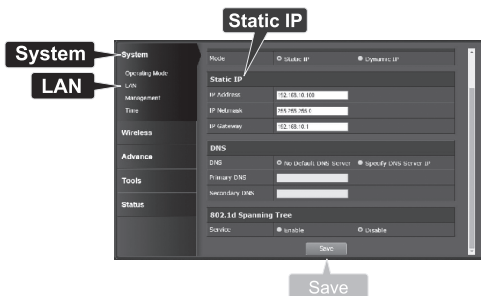 Static IP
System
LAN
System
Operating Mode
LAN
Management
Time
Wireless
Advance
Tools
Status
Mode Static IP Dynamic IP
Static IP
IP Address 192.168.10.100
IP Netmask 255.255.255.0
IP Gateway 192.168.10.1
DNS
DNS No Default DNS Server Specify DNS Server IP
Primary DNS
Secondary DNS
802.1d Spanning Tree
Service Enable Disable
Save
Save